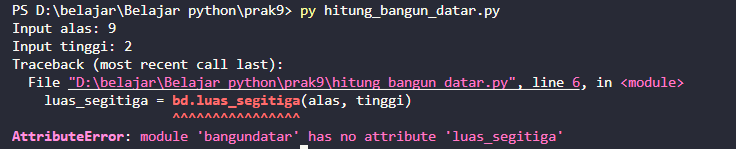 PS D:\belajar\Belajar python\prak9> py hitung_bangun_datar.py
Input alas: 9
Input tinggi: 2
Traceback (most recent call last):
  File "D:\belajar\Belajar python\prak9\hitung_bangun_datar.py", line 6, in <module>
    luas_segitiga = bd.luas_segitiga(alas, tinggi)
                    ^^^^^^^^^^^^^^^^
AttributeError: module 'bangundatar' has no attribute 'luas_segitiga'